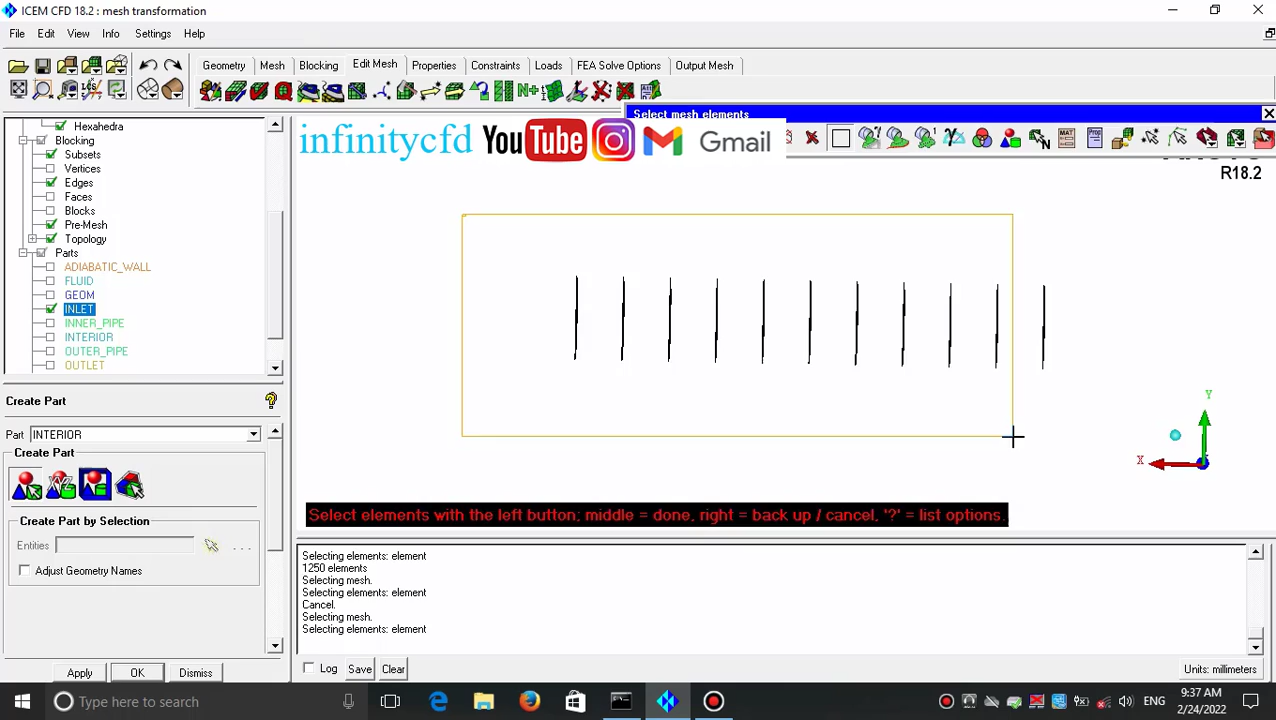 ICEM CFD 18.2 : mesh transformation
File Edit View Info Settings Help
Geometry Mesh Blocking Edit Mesh Properties Constraints Loads FEA Solve Options Output Mesh
Select mesh elements
infinitycfd YouTube Gmail
R18.2
Hexahedra
Blocking
Subsets
Vertices
Edges
Faces
Blocks
Pre-Mesh
Topology
Parts
ADIABATIC_WALL
FLUID
GEOM
INLET
INNER_PIPE
INTERIOR
OUTER_PIPE
OUTLET
Create Part
Part INTERIOR
Create Part
Create Part by Selection
Entities
Adjust Geometry Names
Apply OK Dismiss
Y
X
Select elements with the left button; middle = done, right = back up / cancel, '?' = list options.
Selecting elements: element
1250 elements
Selecting mesh.
Selecting elements: element
Cancel.
Selecting mesh.
Selecting elements: element
Log Save Clear
Units: millimeters
Type here to search
ENG
9:37 AM
2/24/2022